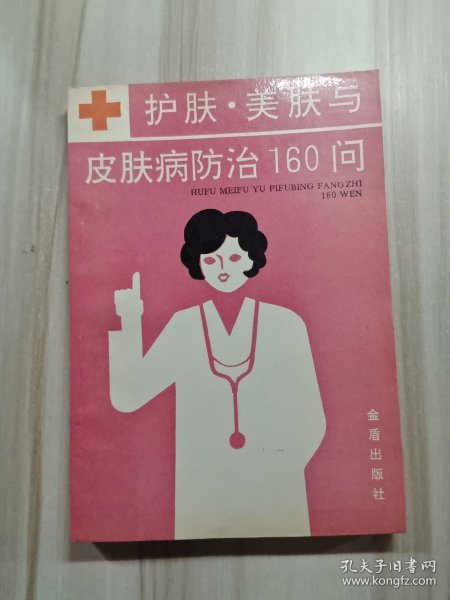 护肤·美肤与
皮肤病防治160问
HUFU MEIFU YU PIFUBING FANGZHI
160 WEN
金盾出版社
孔夫子旧书网
www.kongfz.com